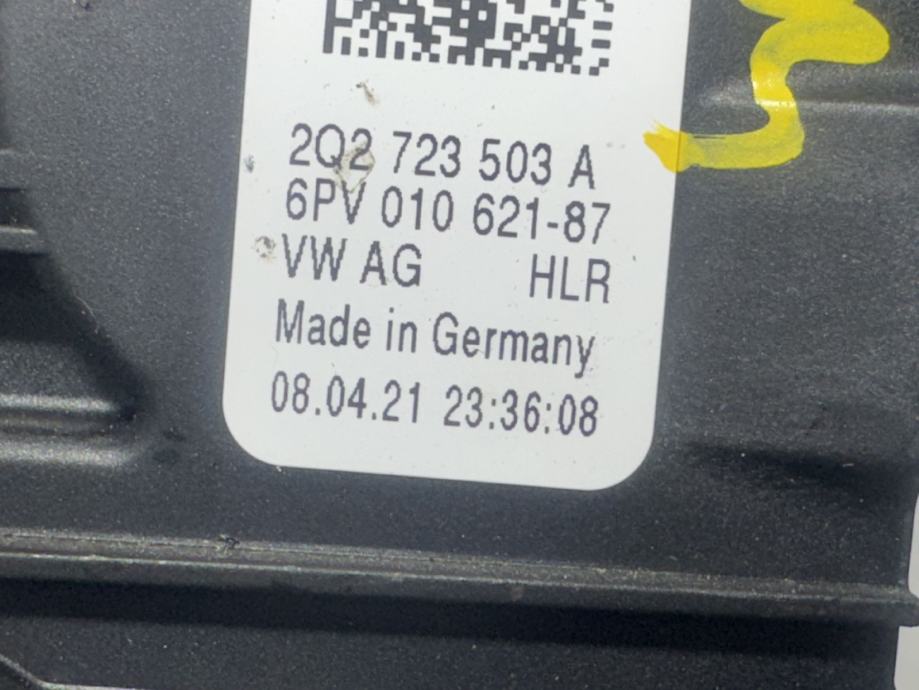 2Q2 723 503 A
6PV 010 621-87
VW AG HLR
Made in Germany
08.04.21 23:36:08